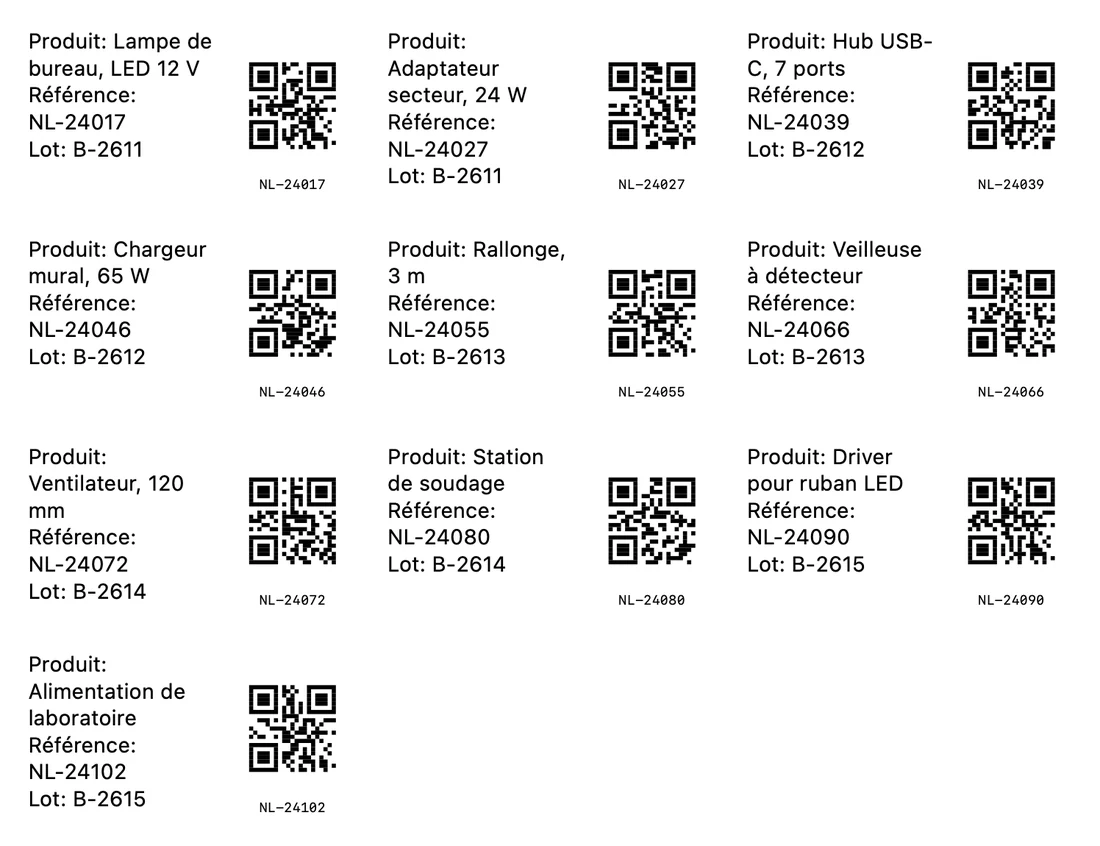 Produit: Lampe de
bureau, LED 12 V
Référence:
NL-24017
Lot: B-2611
NL-24017
Produit:
Adaptateur
secteur, 24 W
Référence:
NL-24027
Lot: B-2611
NL-24027
Produit: Hub USB-
C, 7 ports
Référence:
NL-24039
Lot: B-2612
NL-24039
Produit: Chargeur
mural, 65 W
Référence:
NL-24046
Lot: B-2612
NL-24046
Produit: Rallonge,
3 m
Référence:
NL-24055
Lot: B-2613
NL-24055
Produit: Veilleuse
à détecteur
Référence:
NL-24066
Lot: B-2613
NL-24066
Produit:
Ventilateur, 120
mm
Référence:
NL-24072
Lot: B-2614
NL-24072
Produit: Station
de soudage
Référence:
NL-24080
Lot: B-2614
NL-24080
Produit: Driver
pour ruban LED
Référence:
NL-24090
Lot: B-2615
NL-24090
Produit:
Alimentation de
laboratoire
Référence:
NL-24102
Lot: B-2615
NL-24102